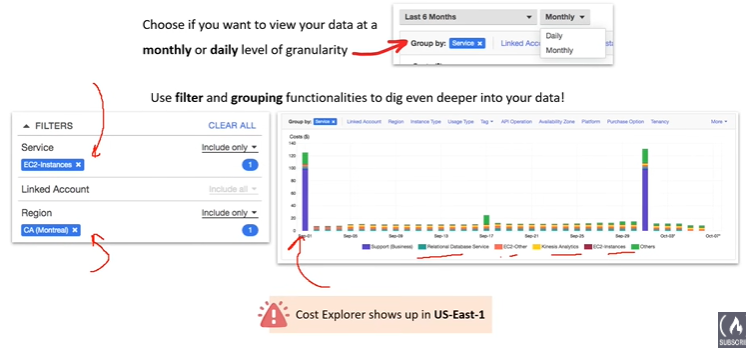 Choose if you want to view your data at a
monthly or daily level of granularity
Last 6 Months
Monthly
Daily
Monthly
Group by: Service × Linked Acco
Use filter and grouping functionalities to dig even deeper into your data!
FILTERS CLEAR ALL
Service Include only
EC2-Instances × 1
Linked Account Include all
Region Include only
CA (Montreal) × 1
Group by: Service × Linked Account Region Instance Type Usage Type Tag API Operation Availability Zone Platform Purchase Option Tenancy More
Costs ($)
140
120
100
80
60
40
20
0
Sep-01 Sep-05 Sep-09 Sep-13 Sep-17 Sep-21 Sep-25 Sep-29 Oct-03* Oct-07*
Support (Business) Relational Database Service EC2-Other Kinesis Analytics EC2-Instances Others
Cost Explorer shows up in US-East-1
SUBSCRI